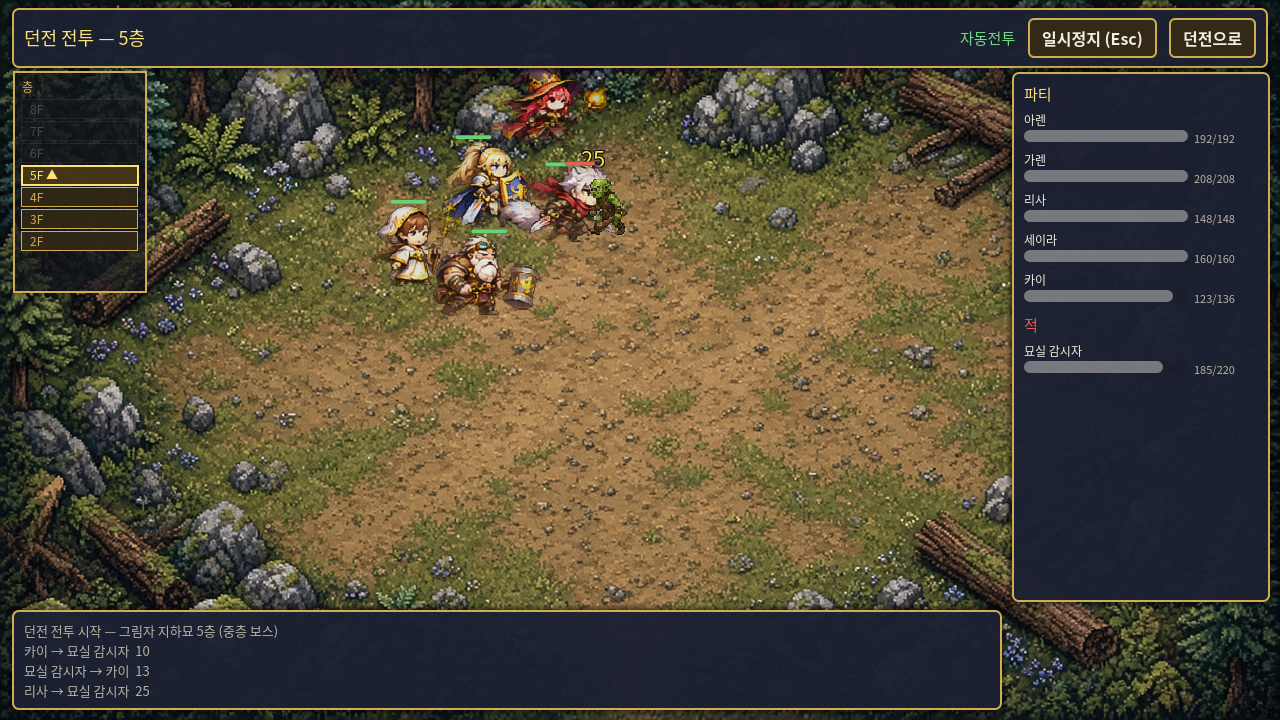 던전 전투 — 5층
자동전투
일시정지 (Esc)
던전으로
층
8F
7F
6F
5F ▲
4F
3F
2F
25
파티
아렌
192/192
가렌
208/208
리사
148/148
세이라
160/160
카이
123/136
적
묘실 감시자
185/220
던전 전투 시작 — 그림자 지하묘 5층 (중층 보스)
카이 → 묘실 감시자 10
묘실 감시자 → 카이 13
리사 → 묘실 감시자 25